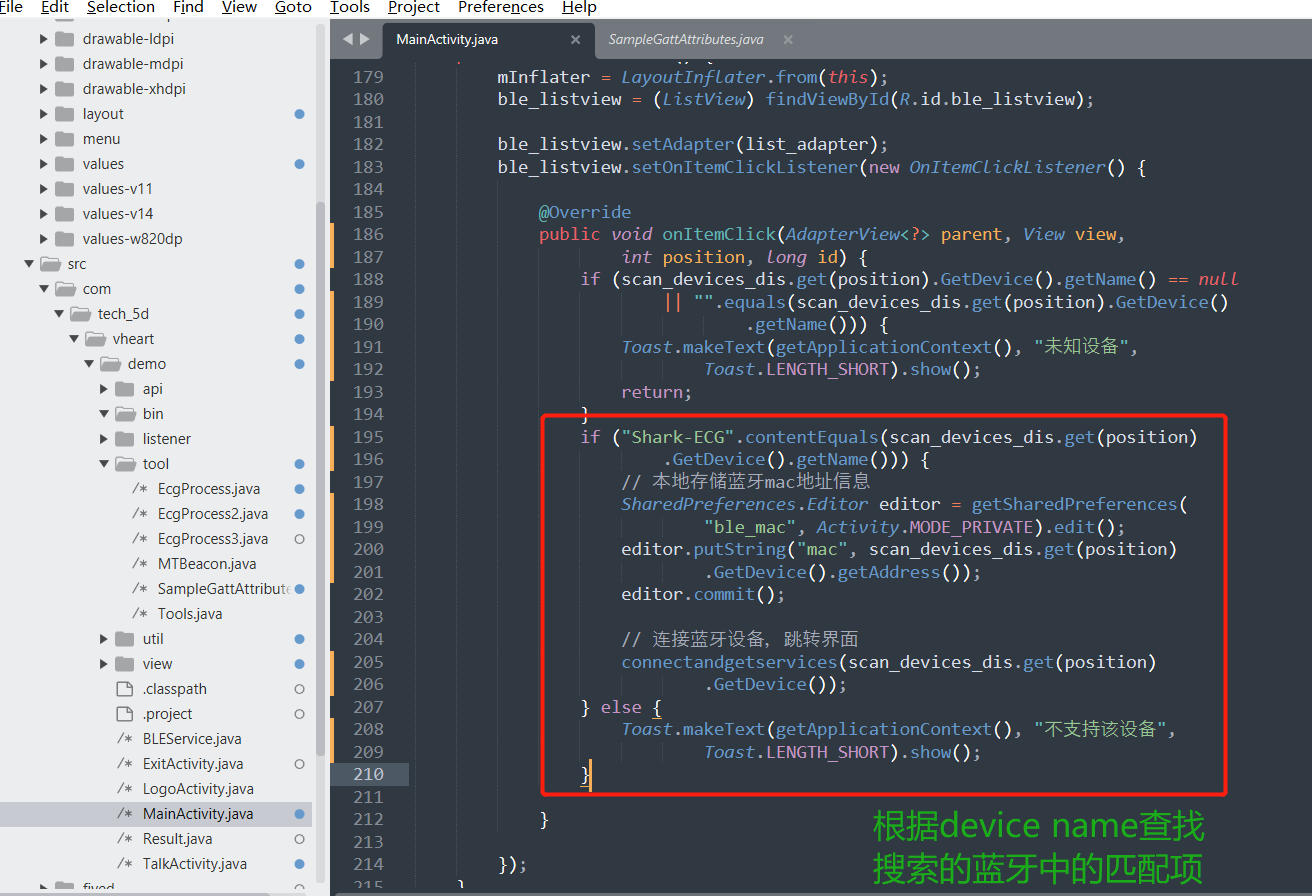 File Edit Selection Find View Goto Tools Project Preferences Help
drawable-ldpi
drawable-mdpi
drawable-xhdpi
layout
menu
values
values-v11
values-v14
values-w820dp
src
com
tech_5d
vheart
demo
api
bin
listener
tool
/* EcgProcess.java
/* EcgProcess2.java
/* EcgProcess3.java
/* MTBeacon.java
/* SampleGattAttribute
/* Tools.java
util
view
.classpath
.project
/* BLEService.java
/* ExitActivity.java
/* LogoActivity.java
/* MainActivity.java
/* Result.java
/* TalkActivity.java
MainActivity.java × SampleGattAttributes.java ×
179 mInflater = LayoutInflater.from(this);
180 ble_listview = (ListView) findViewById(R.id.ble_listview);
181
182 ble_listview.setAdapter(list_adapter);
183 ble_listview.setOnItemClickListener(new OnItemClickListener() {
184
185 @Override
186 public void onItemClick(AdapterView<?> parent, View view,
187 int position, long id) {
188 if (scan_devices_dis.get(position).GetDevice().getName() == null
189 || "".equals(scan_devices_dis.get(position).GetDevice()
190 .getName())) {
191 Toast.makeText(getApplicationContext(), "未知设备",
192 Toast.LENGTH_SHORT).show();
193 return;
194 }
195 if ("Shark-ECG".contentEquals(scan_devices_dis.get(position)
196 .GetDevice().getName())) {
197 // 本地存储蓝牙mac地址信息
198 SharedPreferences.Editor editor = getSharedPreferences(
199 "ble_mac", Activity.MODE_PRIVATE).edit();
200 editor.putString("mac", scan_devices_dis.get(position)
201 .GetDevice().getAddress());
202 editor.commit();
203
204 // 连接蓝牙设备，跳转界面
205 connectandgetservices(scan_devices_dis.get(position)
206 .GetDevice());
207 } else {
208 Toast.makeText(getApplicationContext(), "不支持该设备",
209 Toast.LENGTH_SHORT).show();
210 }
211
212 }
213
214 });
215 }
根据device name查找
搜索的蓝牙中的匹配项